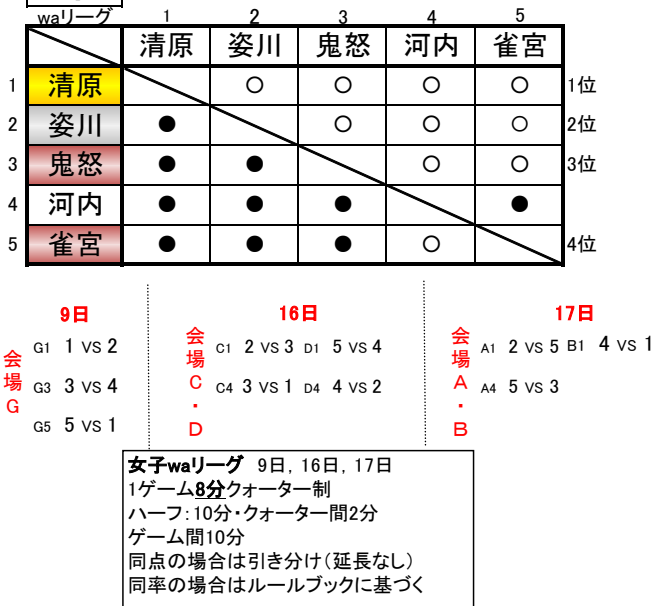 waリーグ 1 2 3 4 5
清原 姿川 鬼怒 河内 雀宮
1 清原 ○ ○ ○ ○ 1位
2 姿川 ● ○ ○ ○ 2位
3 鬼怒 ● ● ○ ○ 3位
4 河内 ● ● ● ●
5 雀宮 ● ● ● ○ 4位
9日 16日 17日
会場G
G1 1 VS 2
G3 3 VS 4
G5 5 VS 1
会場C・D
C1 2 VS 3 D1 5 VS 4
C4 3 VS 1 D4 4 VS 2
会場A・B
A1 2 VS 5 B1 4 VS 1
A4 5 VS 3
女子waリーグ 9日,16日,17日
1ゲーム8分クォーター制
ハーフ:10分・クォーター間2分
ゲーム間10分
同点の場合は引き分け(延長なし)
同率の場合はルールブックに基づく